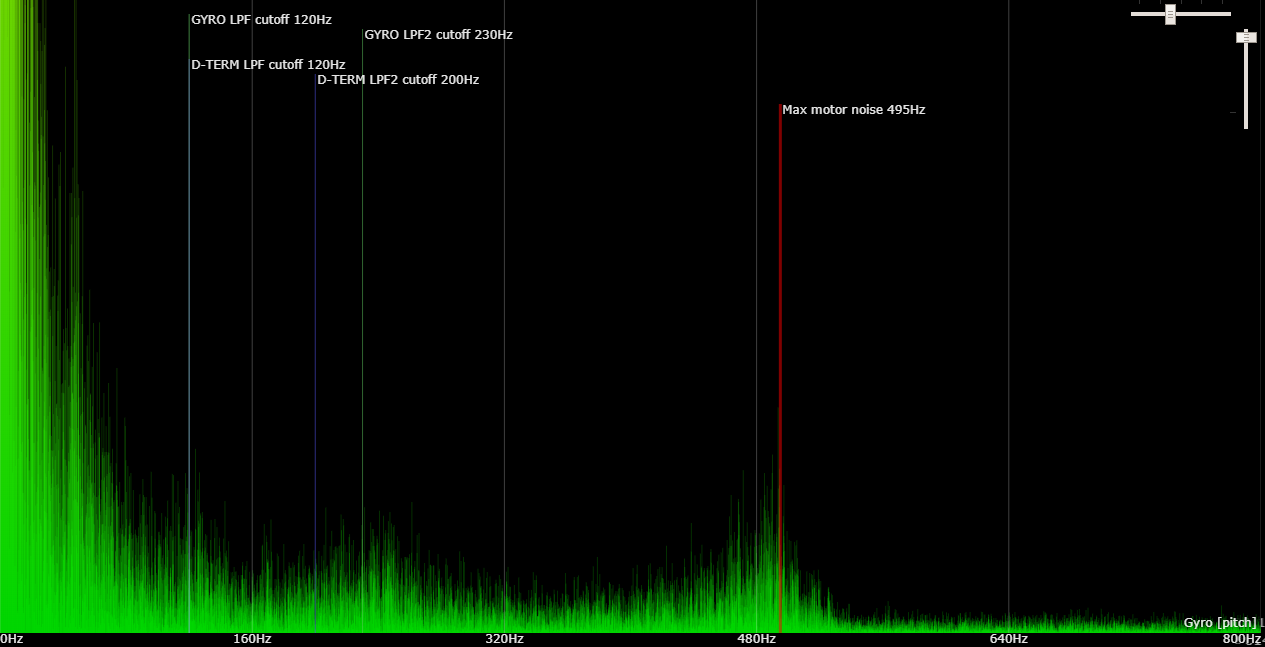 GYRO LPF cutoff 120Hz
GYRO LPF2 cutoff 230Hz
D-TERM LPF cutoff 120Hz
D-TERM LPF2 cutoff 200Hz
Max motor noise 495Hz
Gyro [pitch]
0Hz 160Hz 320Hz 480Hz 640Hz 800Hz